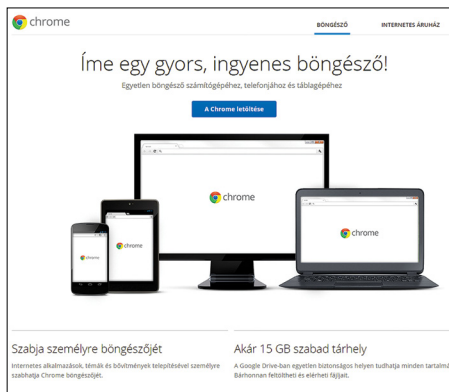 chrome
BÖNGÉSZŐ INTERNETES ÁRUHÁZ
Íme egy gyors, ingyenes böngésző!
Egyetlen böngésző számítógépéhez, telefonjához és táblagépéhez
A Chrome letöltése
chrome
chrome
chrome
chrome
Szabja személyre böngészőjét
Internetes alkalmazások, témák és bővítmények telepítésével személyre
szabhatja Chrome böngészőjét.
Akár 15 GB szabad tárhely
A Google Drive-ban egyetlen biztonságos helyen tudhatja minden tartalmá
Bárhonnan feltöltheti és elérheti fájljait.